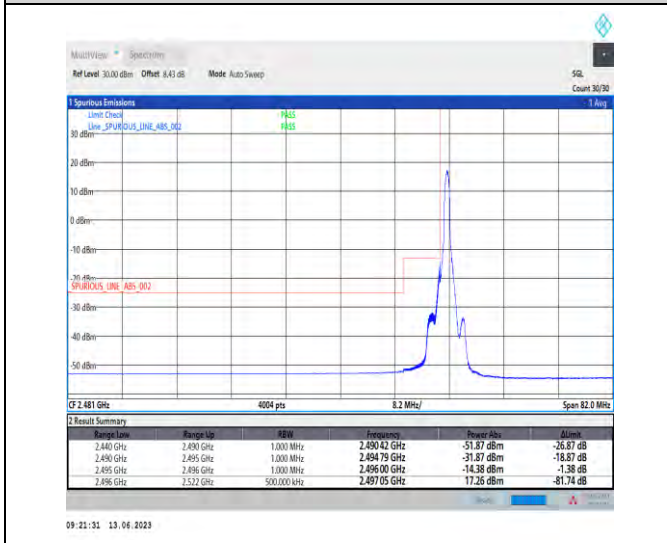 MultiView Spectrum
Ref Level 30.00 dBm Offset 8.43 dB Mode Auto Sweep SGL
Count 30/30
1 Spurious Emissions 1 Avg
Limit Check PASS
Line _SPURIOUS_LINE_ABS_002 PASS
30 dBm
20 dBm
10 dBm
0 dBm
-10 dBm
-20 dBm
SPURIOUS_LINE_ABS_002
-30 dBm
-40 dBm
-50 dBm
CF 2.481 GHz 4004 pts 8.2 MHz/ Span 82.0 MHz
2 Result Summary
Range Low Range Up RBW Frequency Power Abs ΔLimit
2.440 GHz 2.490 GHz 1.000 MHz 2.490 42 GHz -51.87 dBm -26.87 dB
2.490 GHz 2.495 GHz 1.000 MHz 2.494 79 GHz -31.87 dBm -18.87 dB
2.495 GHz 2.496 GHz 1.000 MHz 2.496 00 GHz -14.38 dBm -1.38 dB
2.496 GHz 2.522 GHz 500.000 kHz 2.497 05 GHz 17.26 dBm -81.74 dB
09:21:31 13.06.2023